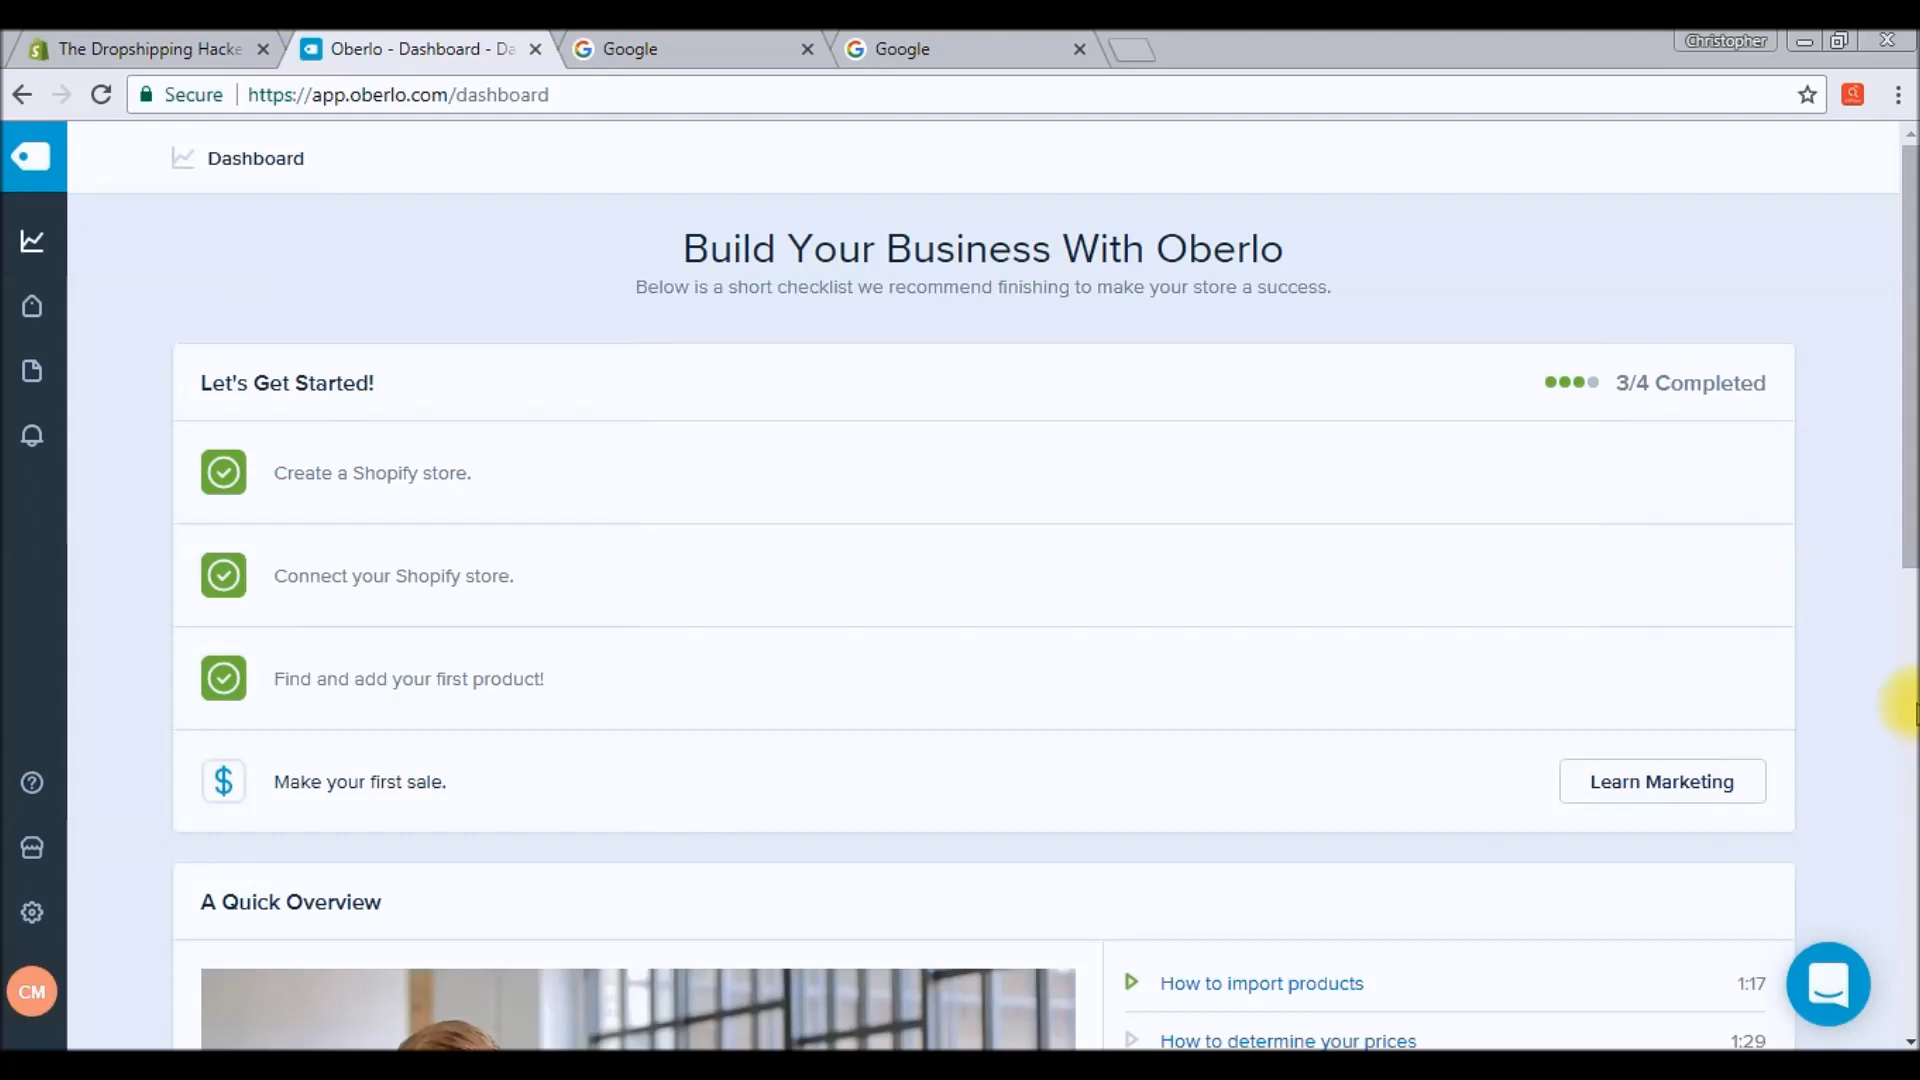 The Dropshipping Hacke
Oberlo - Dashboard - Da
Google
Google
Christopher
Secure
https://app.oberlo.com/dashboard
Dashboard
Build Your Business With Oberlo
Below is a short checklist we recommend finishing to make your store a success.
Let's Get Started!
3/4 Completed
Create a Shopify store.
Connect your Shopify store.
Find and add your first product!
$
Make your first sale.
Learn Marketing
A Quick Overview
How to import products
1:17
How to determine your prices
1:29
CM